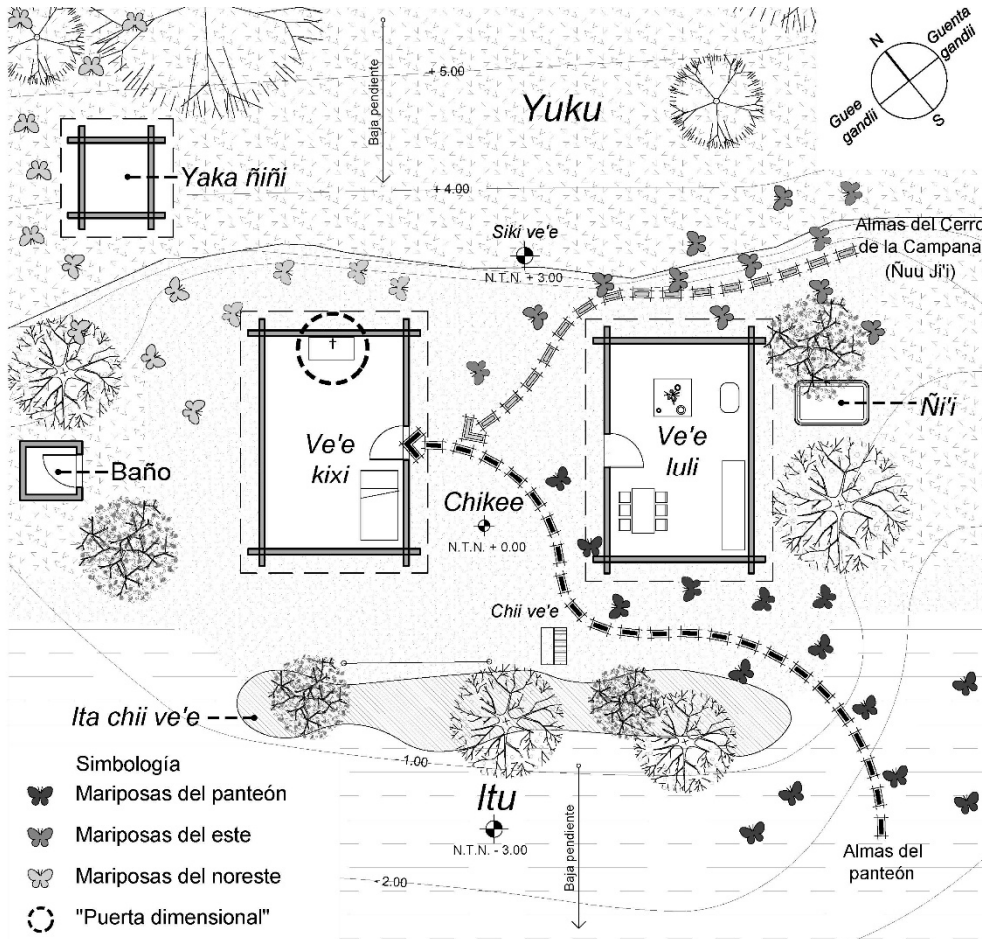 N
Guenta
gandii
Guee
gandii
S
Baja pendiente
+ 5.00
Yuku
Yaka ñiñi
+ 4.00
Siki ve'e
N.T.N. + 3.00
Almas del Cerro
de la Campana
(Ñuu Ji'i)
Ñi'i
Ve'e
kixi
Ve'e
luli
Baño
Chikee
N.T.N. + 0.00
Chii ve'e
Ita chii ve'e
-1.00
Itu
N.T.N. - 3.00
Baja pendiente
-2.00
Almas del
panteón
Simbología
Mariposas del panteón
Mariposas del este
Mariposas del noreste
"Puerta dimensional"